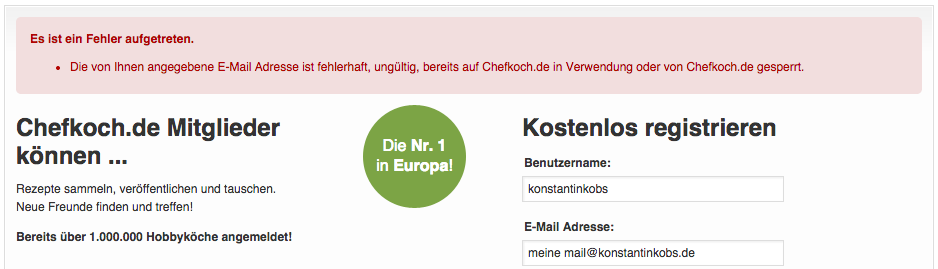 Es ist ein Fehler aufgetreten.
• Die von Ihnen angegebene E-Mail Adresse ist fehlerhaft, ungültig, bereits auf Chefkoch.de in Verwendung oder von Chefkoch.de gesperrt.
Chefkoch.de Mitglieder
können ...
Rezepte sammeln, veröffentlichen und tauschen.
Neue Freunde finden und treffen!
Bereits über 1.000.000 Hobbyköche angemeldet!
Die Nr. 1
in Europa!
Kostenlos registrieren
Benutzername:
konstantinkobs
E-Mail Adresse:
meine mail@konstantinkobs.de